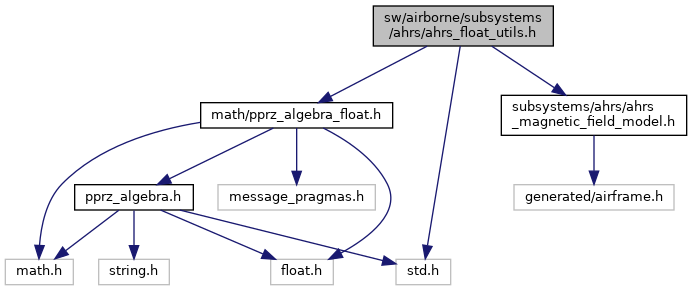 sw/airborne/subsystems
/ahrs/ahrs_float_utils.h
math/pprz_algebra_float.h
subsystems/ahrs/ahrs
_magnetic_field_model.h
pprz_algebra.h
message_pragmas.h
generated/airframe.h
math.h
string.h
float.h
std.h